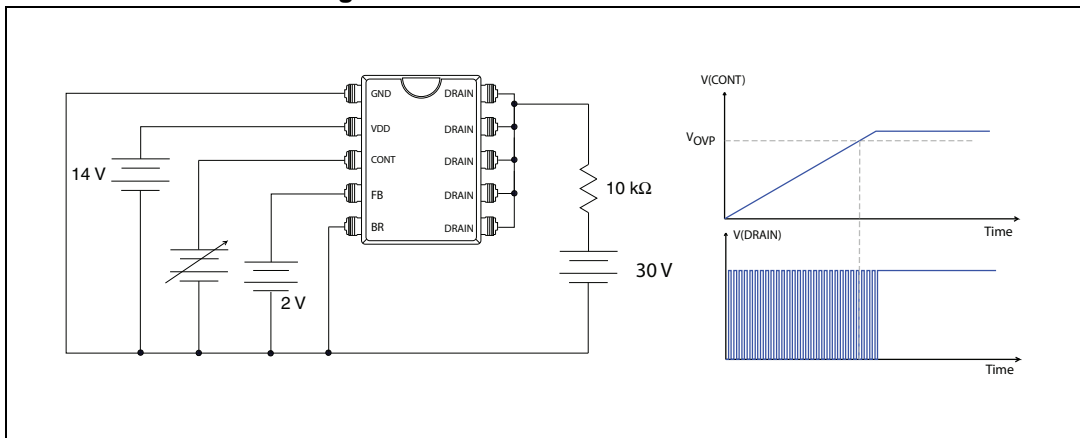 GND DRAIN
VDD DRAIN
CONT DRAIN
FB DRAIN
BR DRAIN
14 V
2 V
10 kΩ
30 V
V(CONT)
VOVP
Time
V(DRAIN)
Time